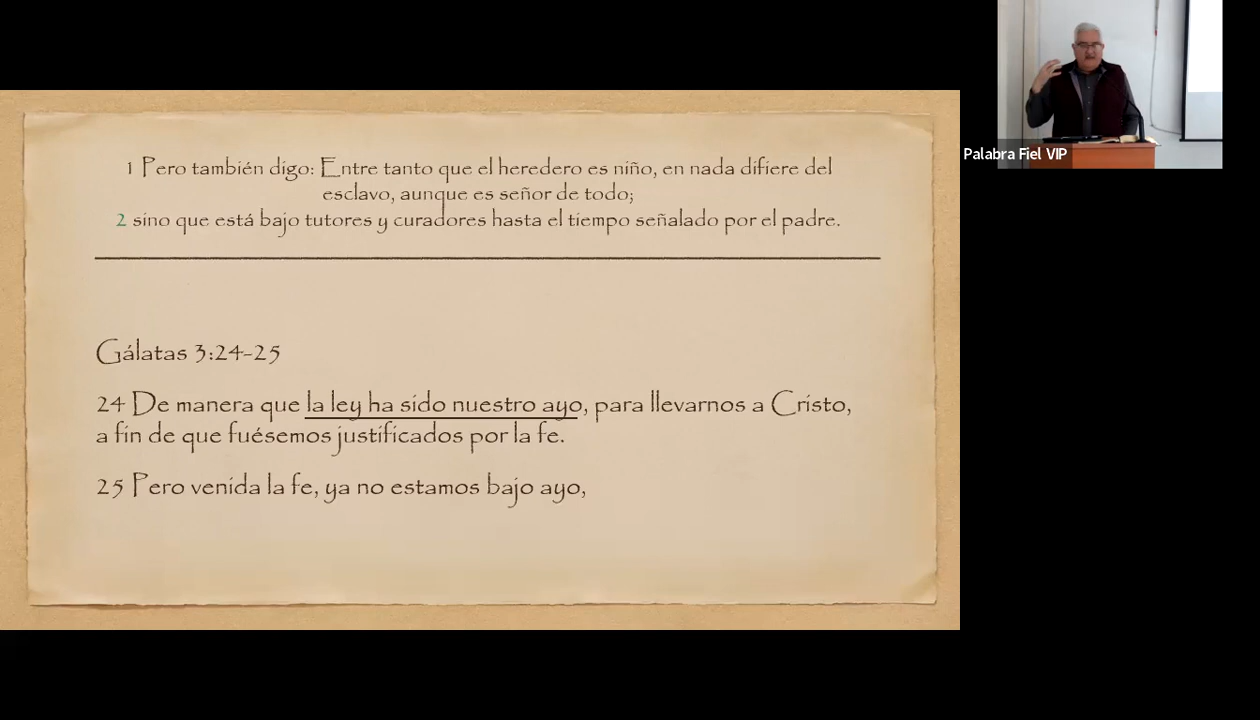 1 Pero también digo: Entre tanto que el heredero es niño, en nada difiere del
esclavo, aunque es señor de todo;
2 sino que está bajo tutores y curadores hasta el tiempo señalado por el padre.
Gálatas 3:24-25
24 De manera que la ley ha sido nuestro ayo, para llevarnos a Cristo,
a fin de que fuésemos justificados por la fe.
25 Pero venida la fe, ya no estamos bajo ayo,
Palabra Fiel VIP